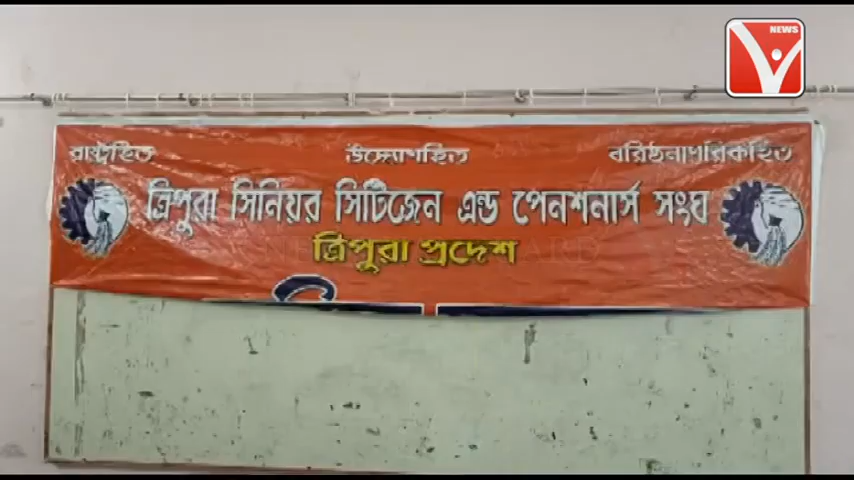 NEWS
রাষ্ট্রহিত উদ্যোগহিত বরিষ্ঠনাগরিকহিত
ত্রিপুরা সিনিয়র সিটিজেন এন্ড পেনশনার্স সংঘ
ত্রিপুরা প্রদেশ